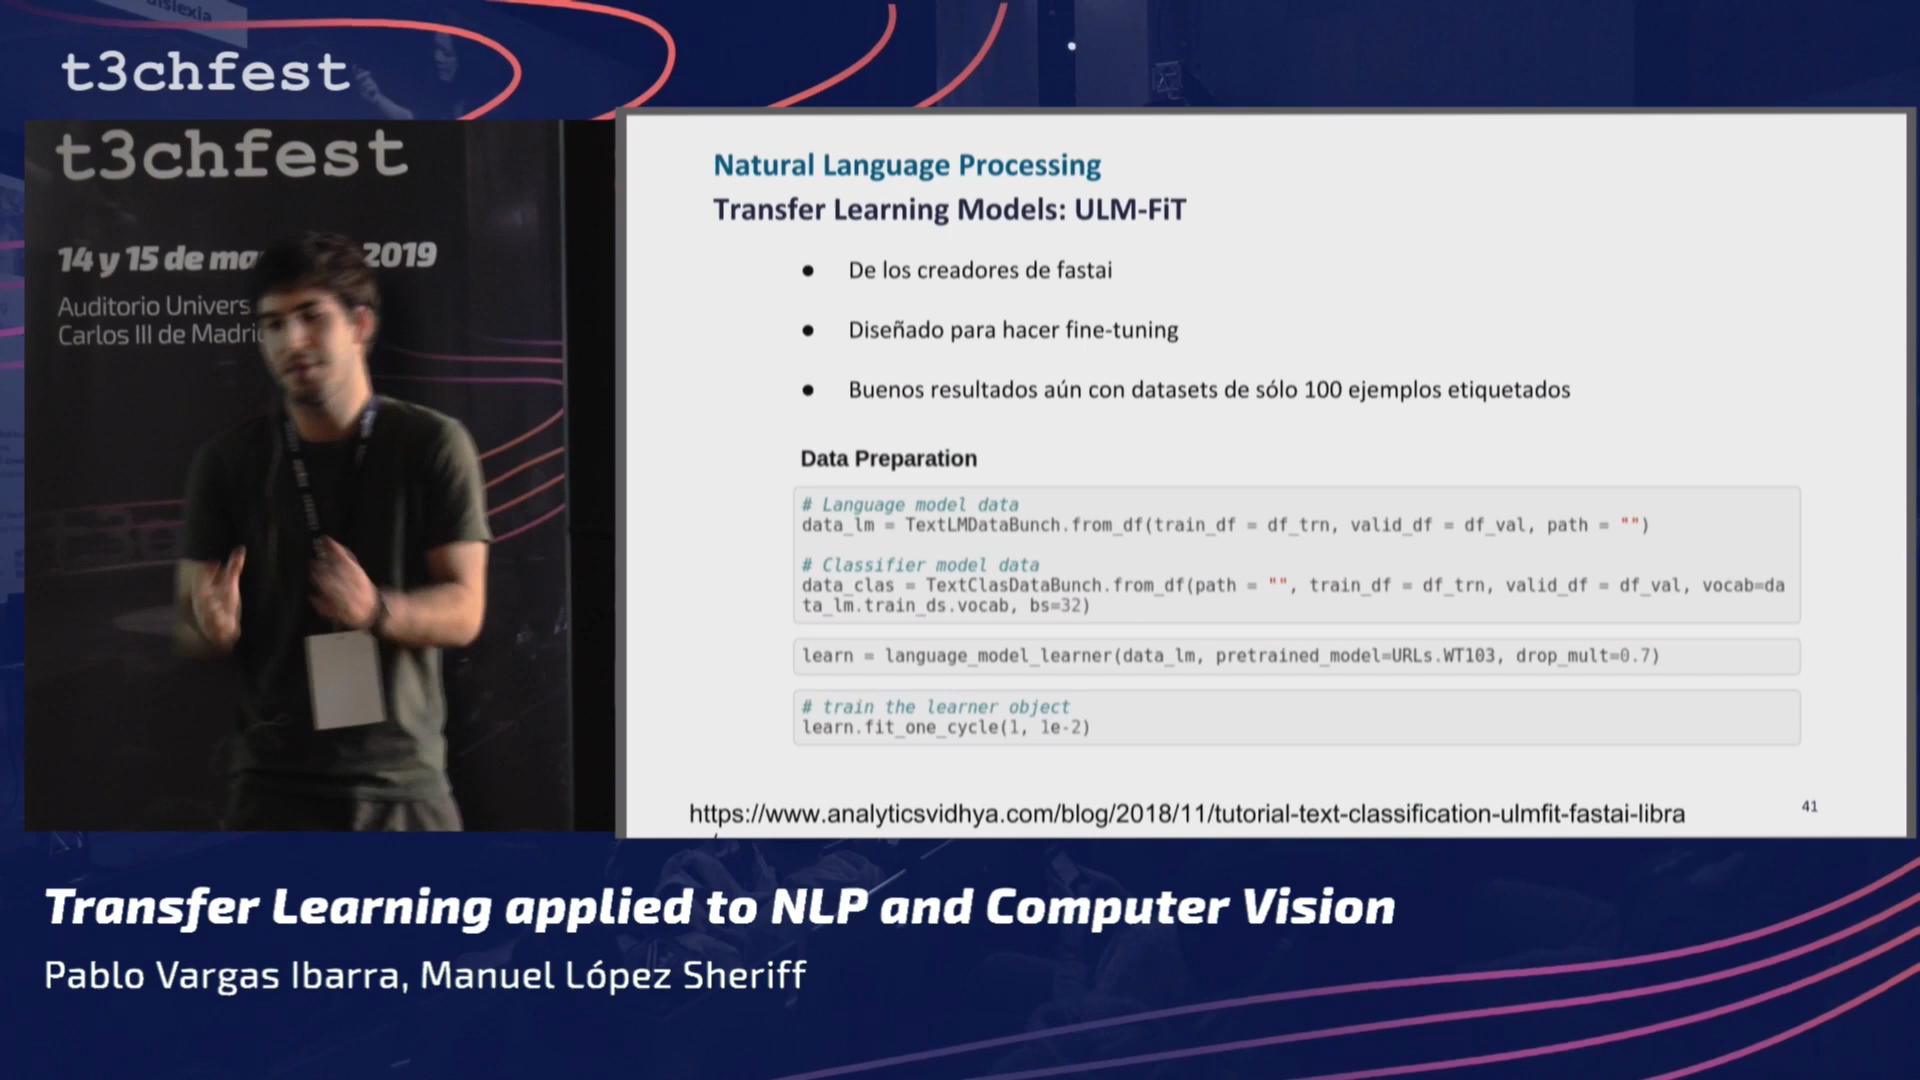 islexia
t3chfest
t3chfest
14 y 15 de ma 2019
Auditorio Univers
Carlos III de Madri
Natural Language Processing
Transfer Learning Models: ULM-FiT
● De los creadores de fastai
● Diseñado para hacer fine-tuning
● Buenos resultados aún con datasets de sólo 100 ejemplos etiquetados
Data Preparation
# Language model data
data_lm = TextLMDataBunch.from_df(train_df = df_trn, valid_df = df_val, path = "")
# Classifier model data
data_clas = TextClasDataBunch.from_df(path = "", train_df = df_trn, valid_df = df_val, vocab=da
ta_lm.train_ds.vocab, bs=32)
learn = language_model_learner(data_lm, pretrained_model=URLs.WT103, drop_mult=0.7)
# train the learner object
learn.fit_one_cycle(1, 1e-2)
https://www.analyticsvidhya.com/blog/2018/11/tutorial-text-classification-ulmfit-fastai-libra
41
Transfer Learning applied to NLP and Computer Vision
Pablo Vargas Ibarra, Manuel López Sheriff